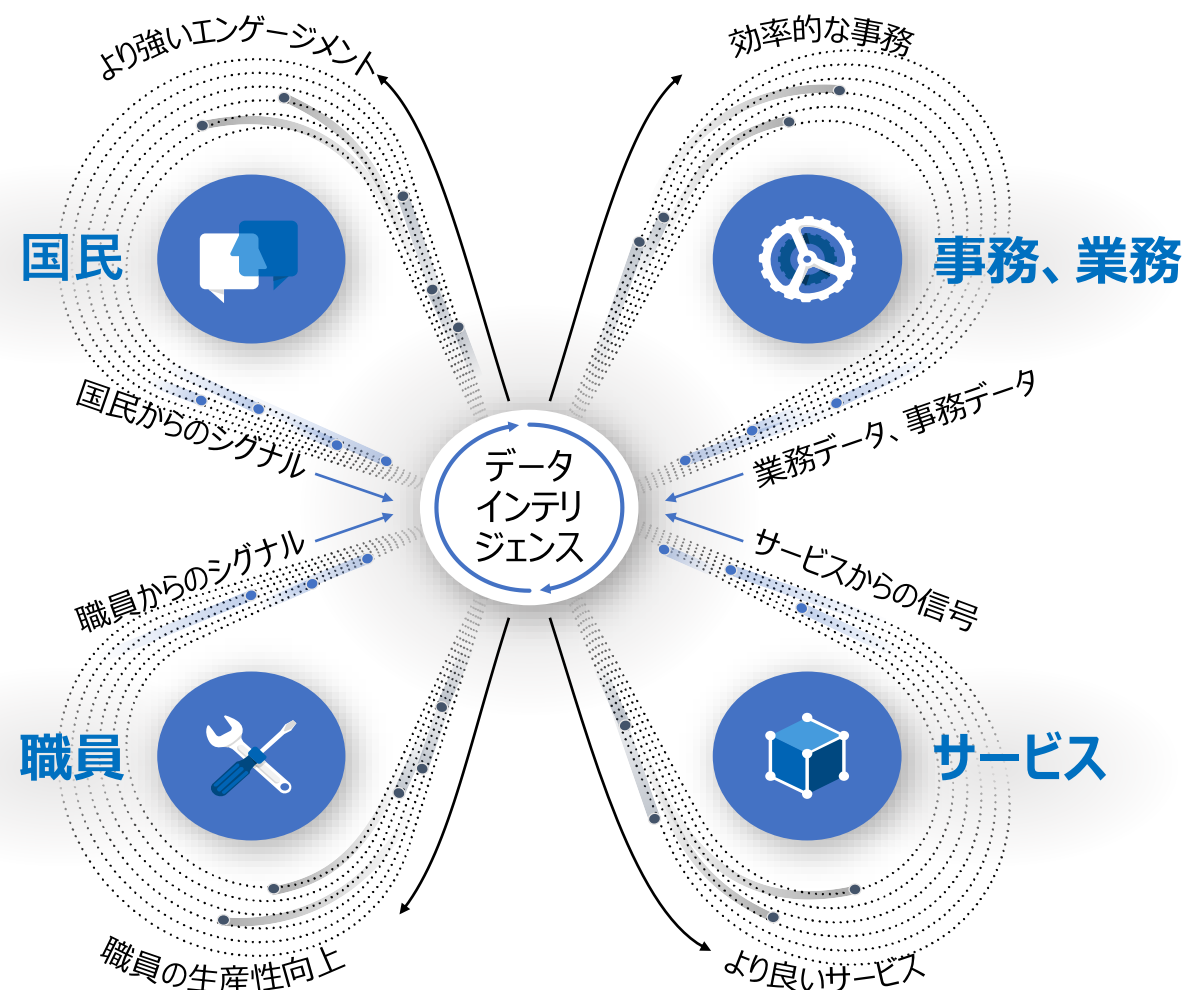 より強いエンゲージメント
効率的な事務
国民
事務、業務
国民からのシグナル
業務データ、事務データ
データ
インテリ
ジェンス
職員からのシグナル
サービスからの信号
職員
サービス
職員の生産性向上
より良いサービス